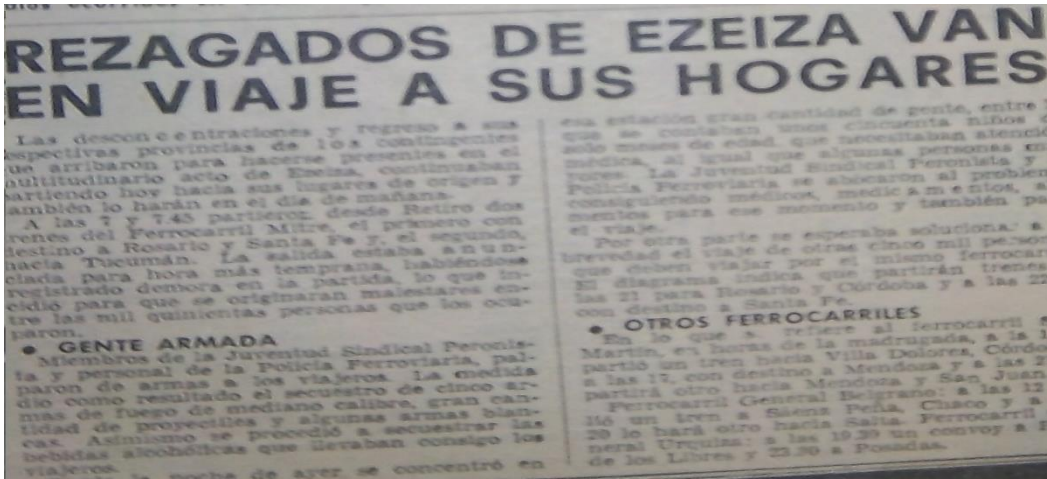 REZAGADOS DE EZEIZA VAN
EN VIAJE A SUS HOGARES
Las desconcentraciones y regreso a sus
respectivas provincias de los contingentes
que arribaron para hacerse presentes en el
multitudinario acto de Ezeiza, continuaban
partiendo hoy hacia sus lugares de origen y
también lo harán en el día de mañana.
A las 7 y 7.45 partieron desde Retiro dos
trenes del Ferrocarril Mitre, el primero con
destino a Rosario y Santa Fe y, el segundo,
hacia Tucumán. La salida estaba anun-
ciada para hora más temprana, habiéndose
registrado demora en la partida, lo que in-
cidió para que se originaran malestares en-
tre las mil quinientas personas que los ocu-
paron.
• GENTE ARMADA
Miembros de la Juventud Sindical Peronis-
ta y personal de la Policía Ferroviaria, pal-
paron de armas a los viajeros. La medida
dio como resultado el secuestro de cinco ar-
mas de fuego de mediano calibre, gran can-
tidad de proyectiles y algunas armas blan-
cas. Asimismo se procedió secuestrar las
bebidas alcohólicas que llevaban consigo los
viajeros.
noche de ayer se concentró en
esa estación gran cantidad de gente, entre
que se contaban unos cincuenta niños
solo meses de edad, que necesitaban atenció
médica, al igual que algunas personas
La Juventud Sindical Peronista y
Policía Ferroviaria se abocaron al problem
consiguiendo médicos, medicamentos,
para ese momento y también pa
el viaje.
Por otra parte se esperaba soluciona
brevedad el viaje de otras cinco mil person
que deben viajar por el mismo ferrocar
El diagrama indica que partirán trenes
las 21 para Rosario y Córdoba y a las 22
con destino a Santa Fe.
• OTROS FERROCARRILES
En lo que se refiere al ferrocarril
Martín, en horas de la madrugada, a la 1
partió un tren hacia Villa Dolores, Córdo
a las 17, con destino a Mendoza y a las 2
partirá otro hacia Mendoza y San Juan
Ferrocarril General Belgrano: a las 12
lió un tren a Sáenz Peña, Chaco y a
20 lo hará otro hacia Salta. Ferrocarril
neral Urquiza: a las 19.30 un convoy a
de los Libres y 23.30 a Posadas.